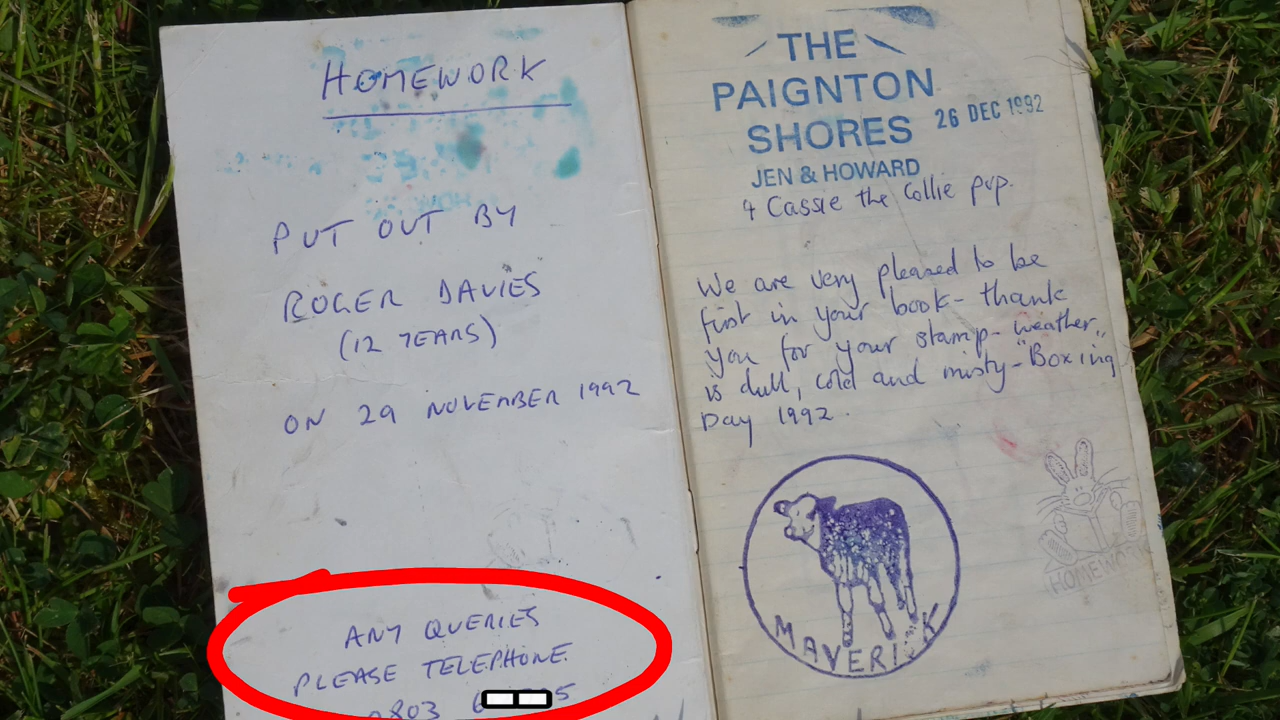 HOMEWORK
PUT OUT BY
ROGER DAVIES
(12 YEARS)
ON 29 NOVEMBER 1992
ANY QUERIES
PLEASE TELEPHONE
0803 6
THE
PAIGNTON
SHORES
26 DEC 1992
JEN & HOWARD
4 Cassie the Collie pup.
We are very pleased to be
first in your book - thank
you for your stamp - weather
is dull, cold and misty - "Boxing
Day 1992.
MAVERICK
HOMEWORK